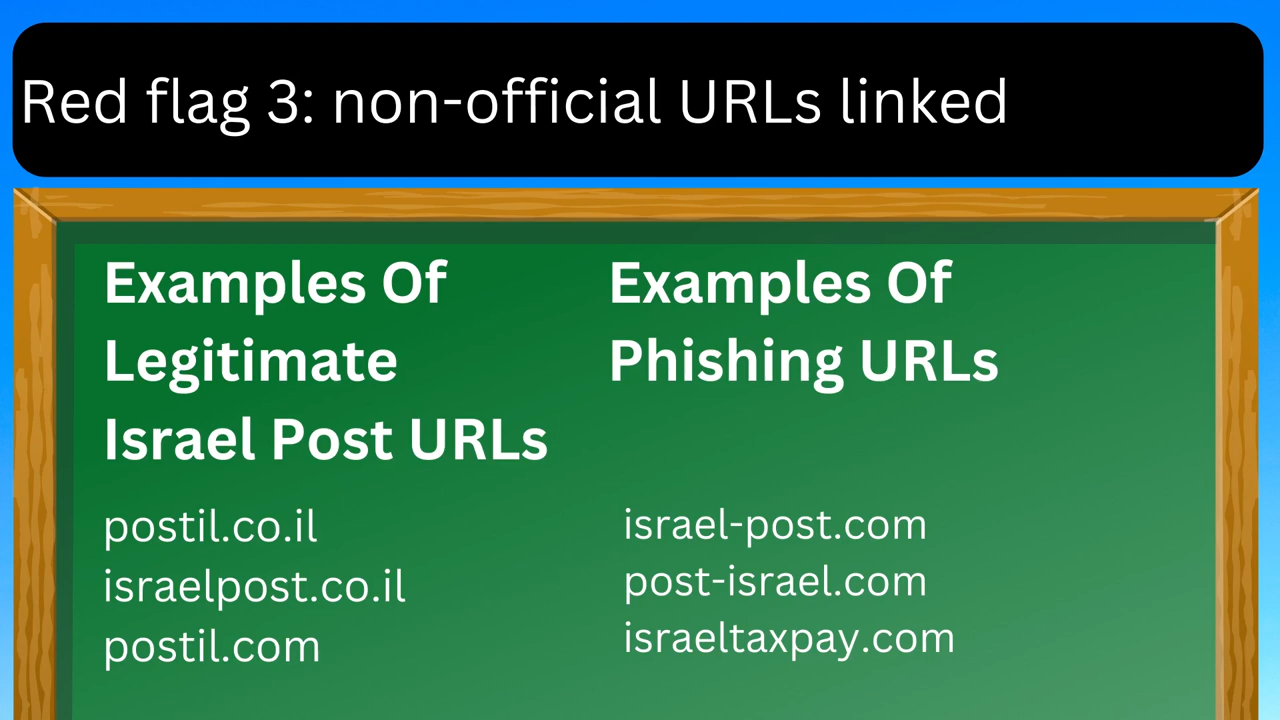 Red flag 3: non-official URLs linked
Examples Of
Legitimate
Israel Post URLs
postil.co.il
israelpost.co.il
postil.com
Examples Of
Phishing URLs
israel-post.com
post-israel.com
israeltaxpay.com